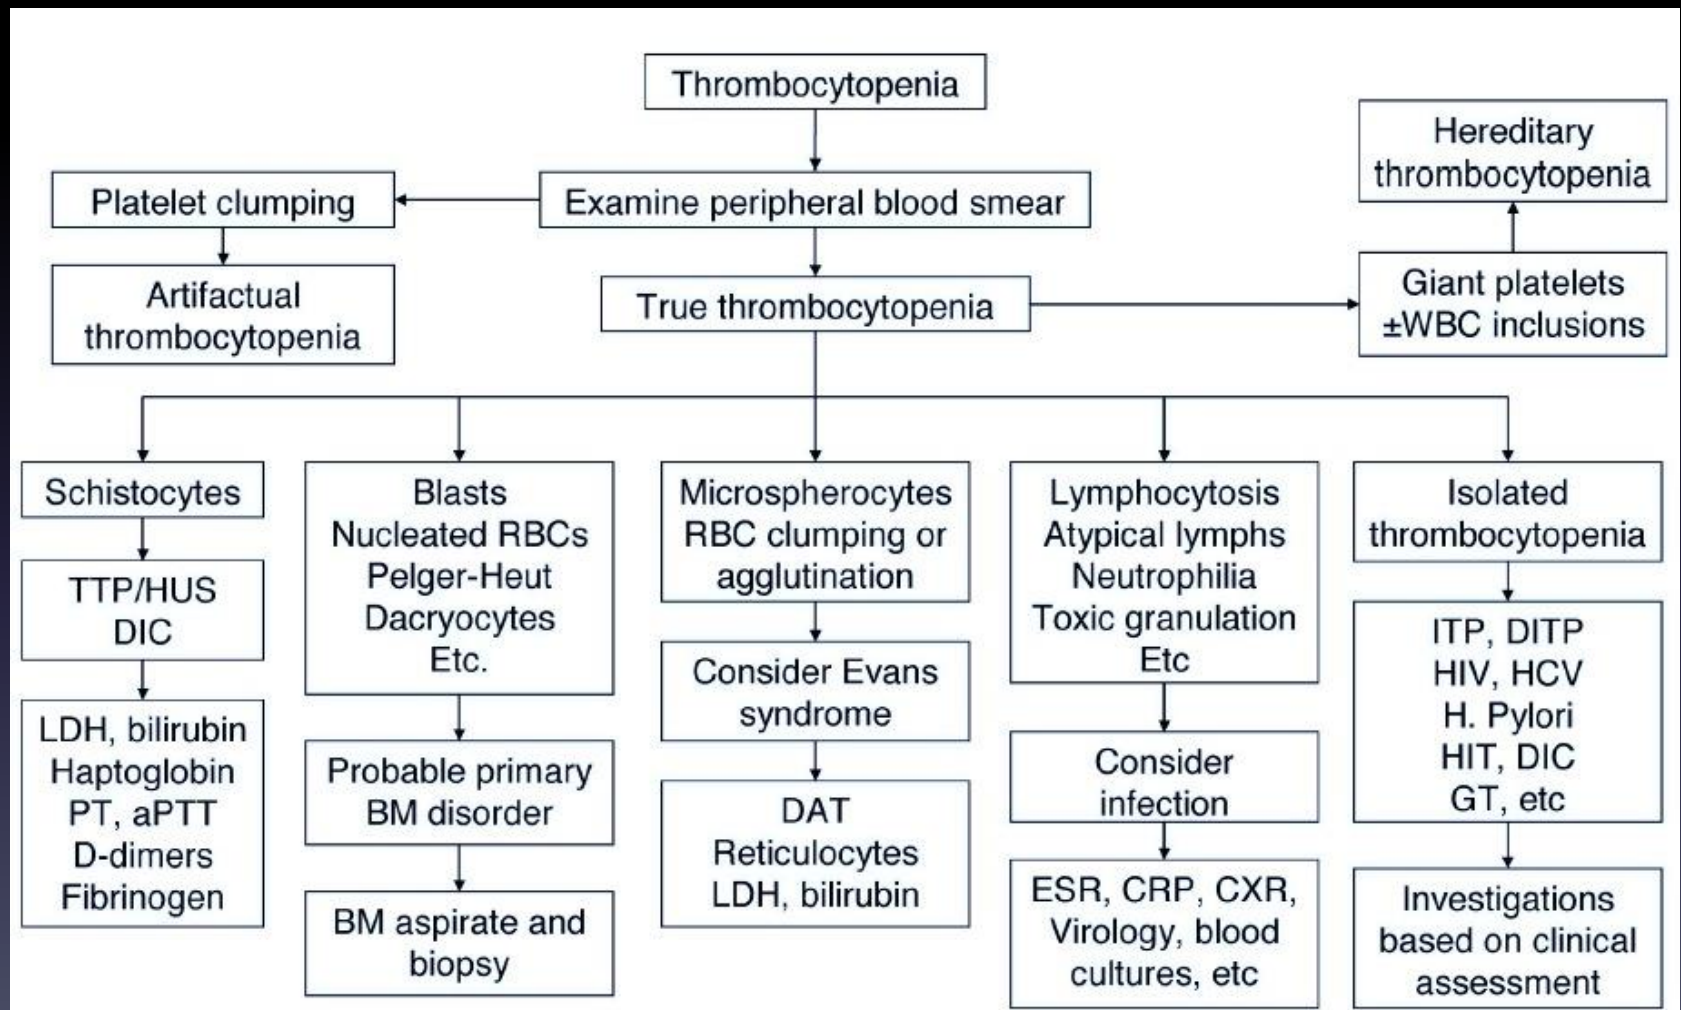 Thrombocytopenia
Examine peripheral blood smear
Platelet clumping
Artifactual
thrombocytopenia
True thrombocytopenia
Hereditary
thrombocytopenia
Giant platelets
±WBC inclusions
Schistocytes
TTP/HUS
DIC
LDH, bilirubin
Haptoglobin
PT, aPTT
D-dimers
Fibrinogen
Blasts
Nucleated RBCs
Pelger-Heut
Dacryocytes
Etc.
Probable primary
BM disorder
BM aspirate and
biopsy
Microspherocytes
RBC clumping or
agglutination
Consider Evans
syndrome
DAT
Reticulocytes
LDH, bilirubin
Lymphocytosis
Atypical lymphs
Neutrophilia
Toxic granulation
Etc
Consider
infection
ESR, CRP, CXR,
Virology, blood
cultures, etc
Isolated
thrombocytopenia
ITP, DITP
HIV, HCV
H. Pylori
HIT, DIC
GT, etc
Investigations
based on clinical
assessment